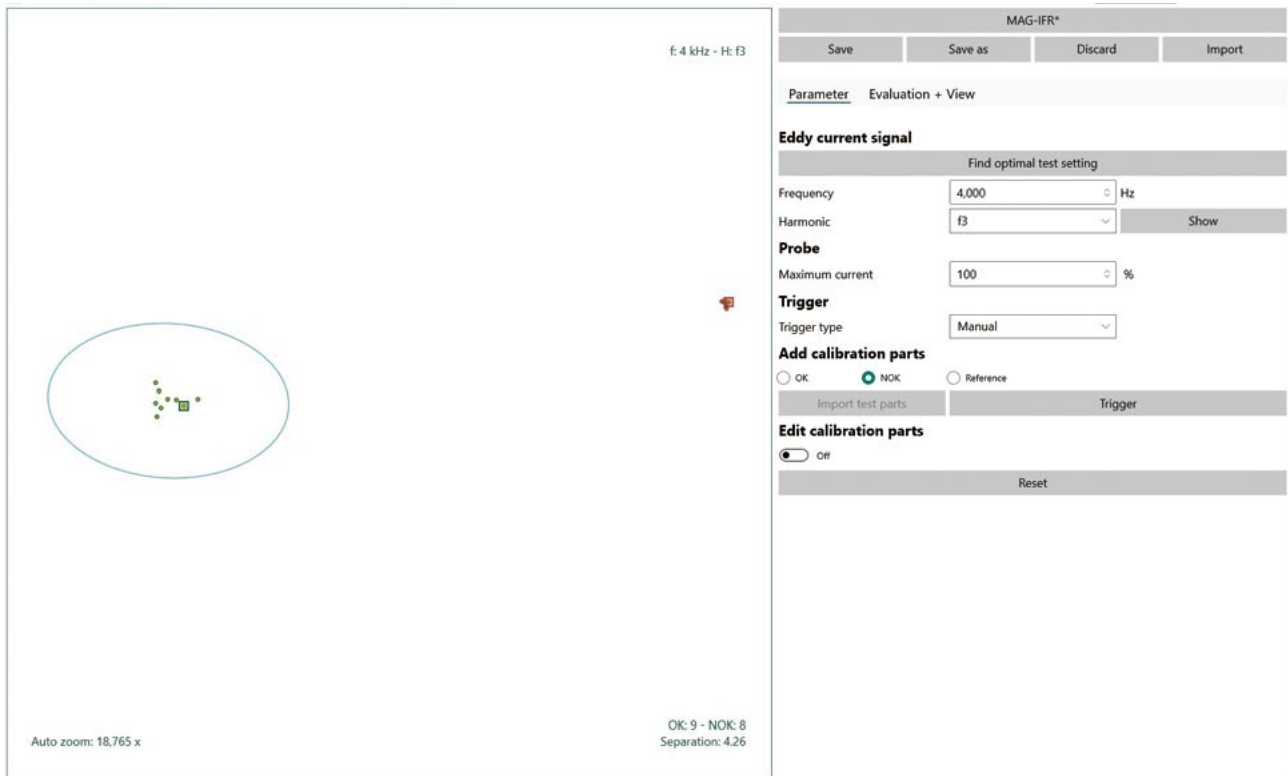 f: 4 kHz - H: f3
Auto zoom: 18,765 x
OK: 9 - NOK: 8
Separation: 4.26
MAG-IFR*
Save Save as Discard Import
Parameter Evaluation + View
Eddy current signal
Find optimal test setting
Frequency 4,000 Hz
Harmonic f3 Show
Probe
Maximum current 100 %
Trigger
Trigger type Manual
Add calibration parts
OK NOK Reference
Import test parts Trigger
Edit calibration parts
Off
Reset